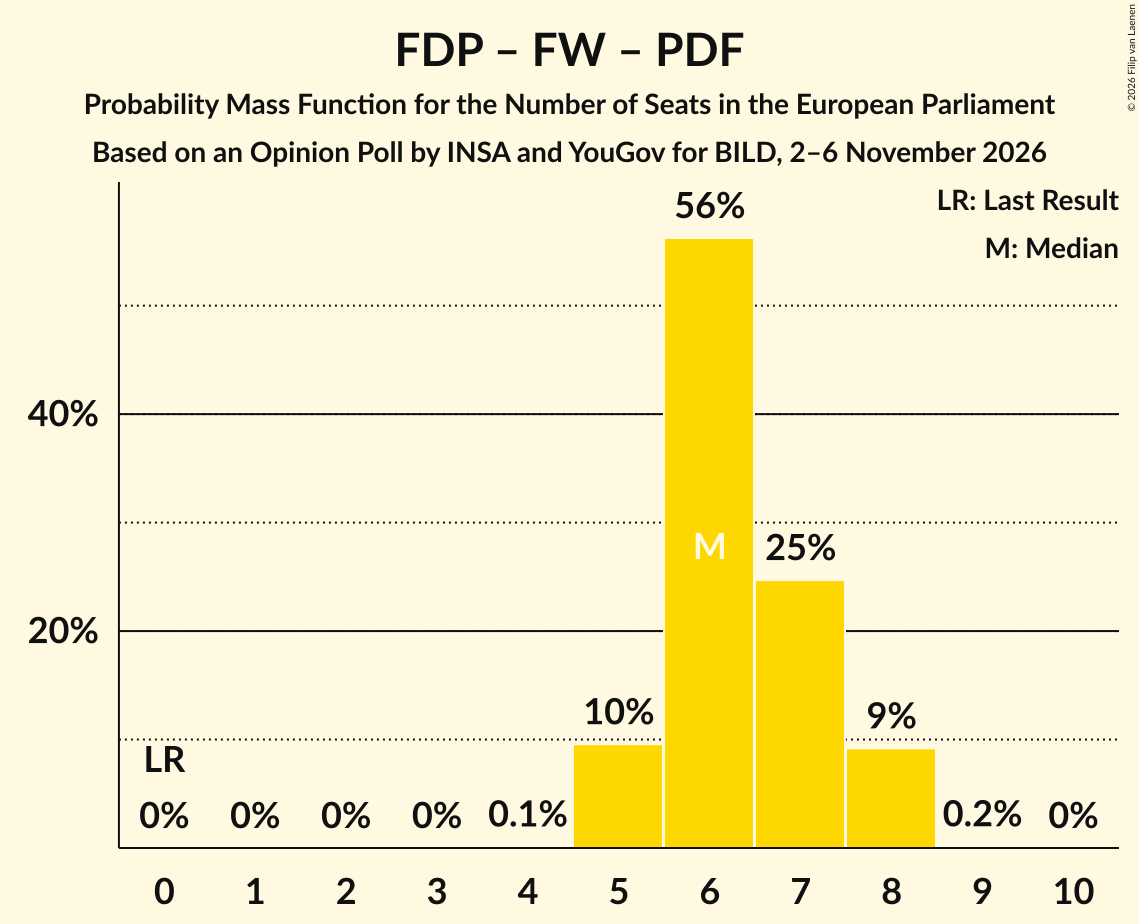 FDP – FW – PDF
Probability Mass Function for the Number of Seats in the European Parliament
Based on an Opinion Poll by INSA and YouGov for BILD, 2–6 November 2026
© 2026 Filip van Laenen
LR: Last Result
M: Median
56%
40%
M
25%
20%
10%
9%
LR
0%
0%
0%
0%
0.1%
0.2%
0%
0 1 2 3 4 5 6 7 8 9 10